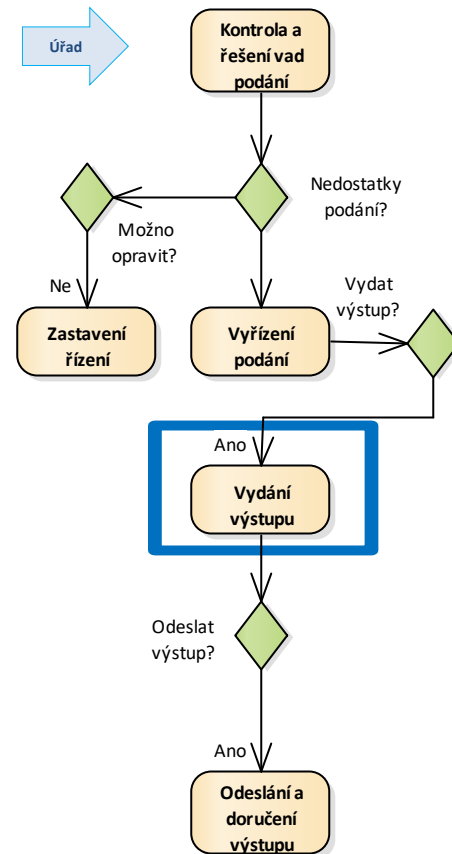 Úřad
Kontrola a
řešení vad
podání
Nedostatky
podání?
Možno
opravit?
Ne
Zastavení
řízení
Vyřízení
podání
Vydat
výstup?
Ano
Vydání
výstupu
Odeslat
výstup?
Ano
Odeslání a
doručení
výstupu